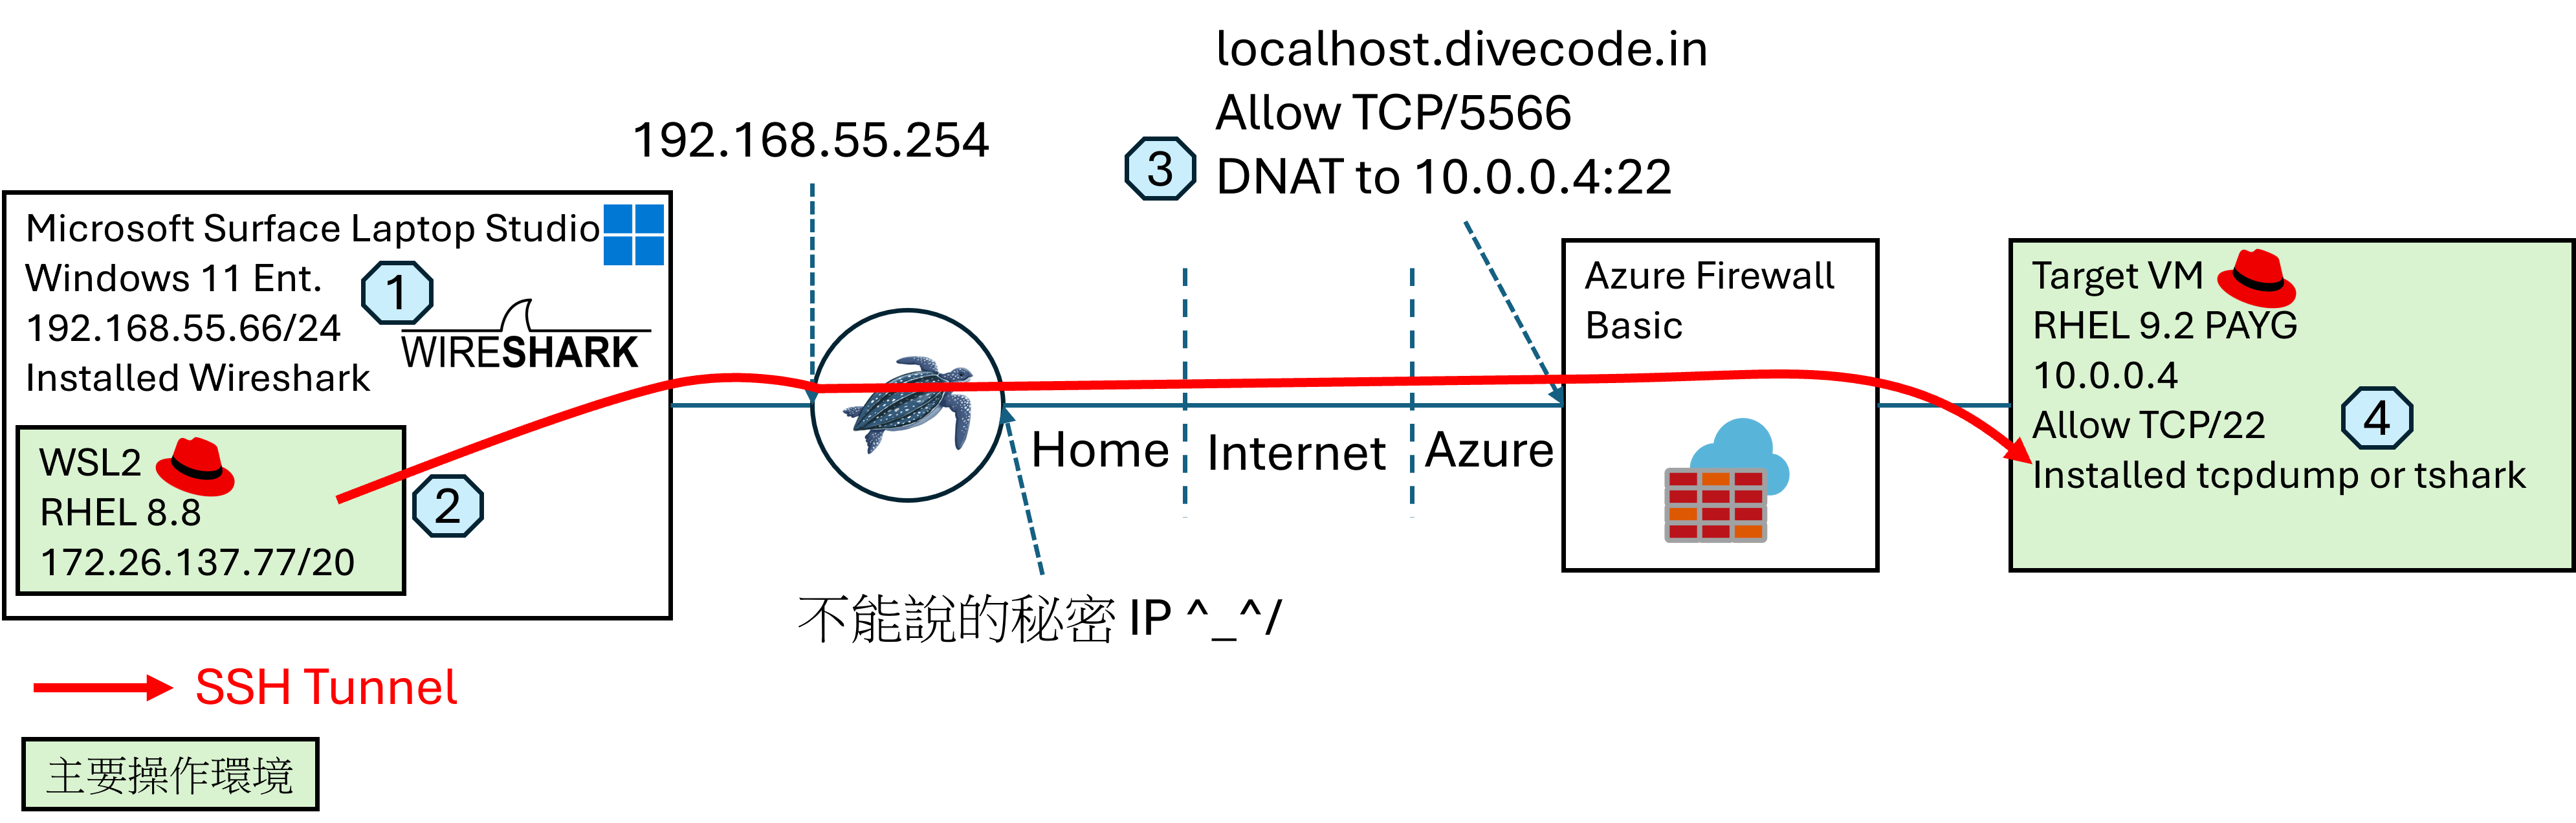 localhost.divecode.in
Allow TCP/5566
DNAT to 10.0.0.4:22
3
192.168.55.254
Microsoft Surface Laptop Studio
Windows 11 Ent.
192.168.55.66/24
Installed Wireshark
1
WIRESHARK
WSL2
RHEL 8.8
172.26.137.77/20
2
Home
Internet
Azure
不能說的秘密 IP ^_^/
Azure Firewall
Basic
Target VM
RHEL 9.2 PAYG
10.0.0.4
Allow TCP/22
Installed tcpdump or tshark
4
SSH Tunnel
主要操作環境